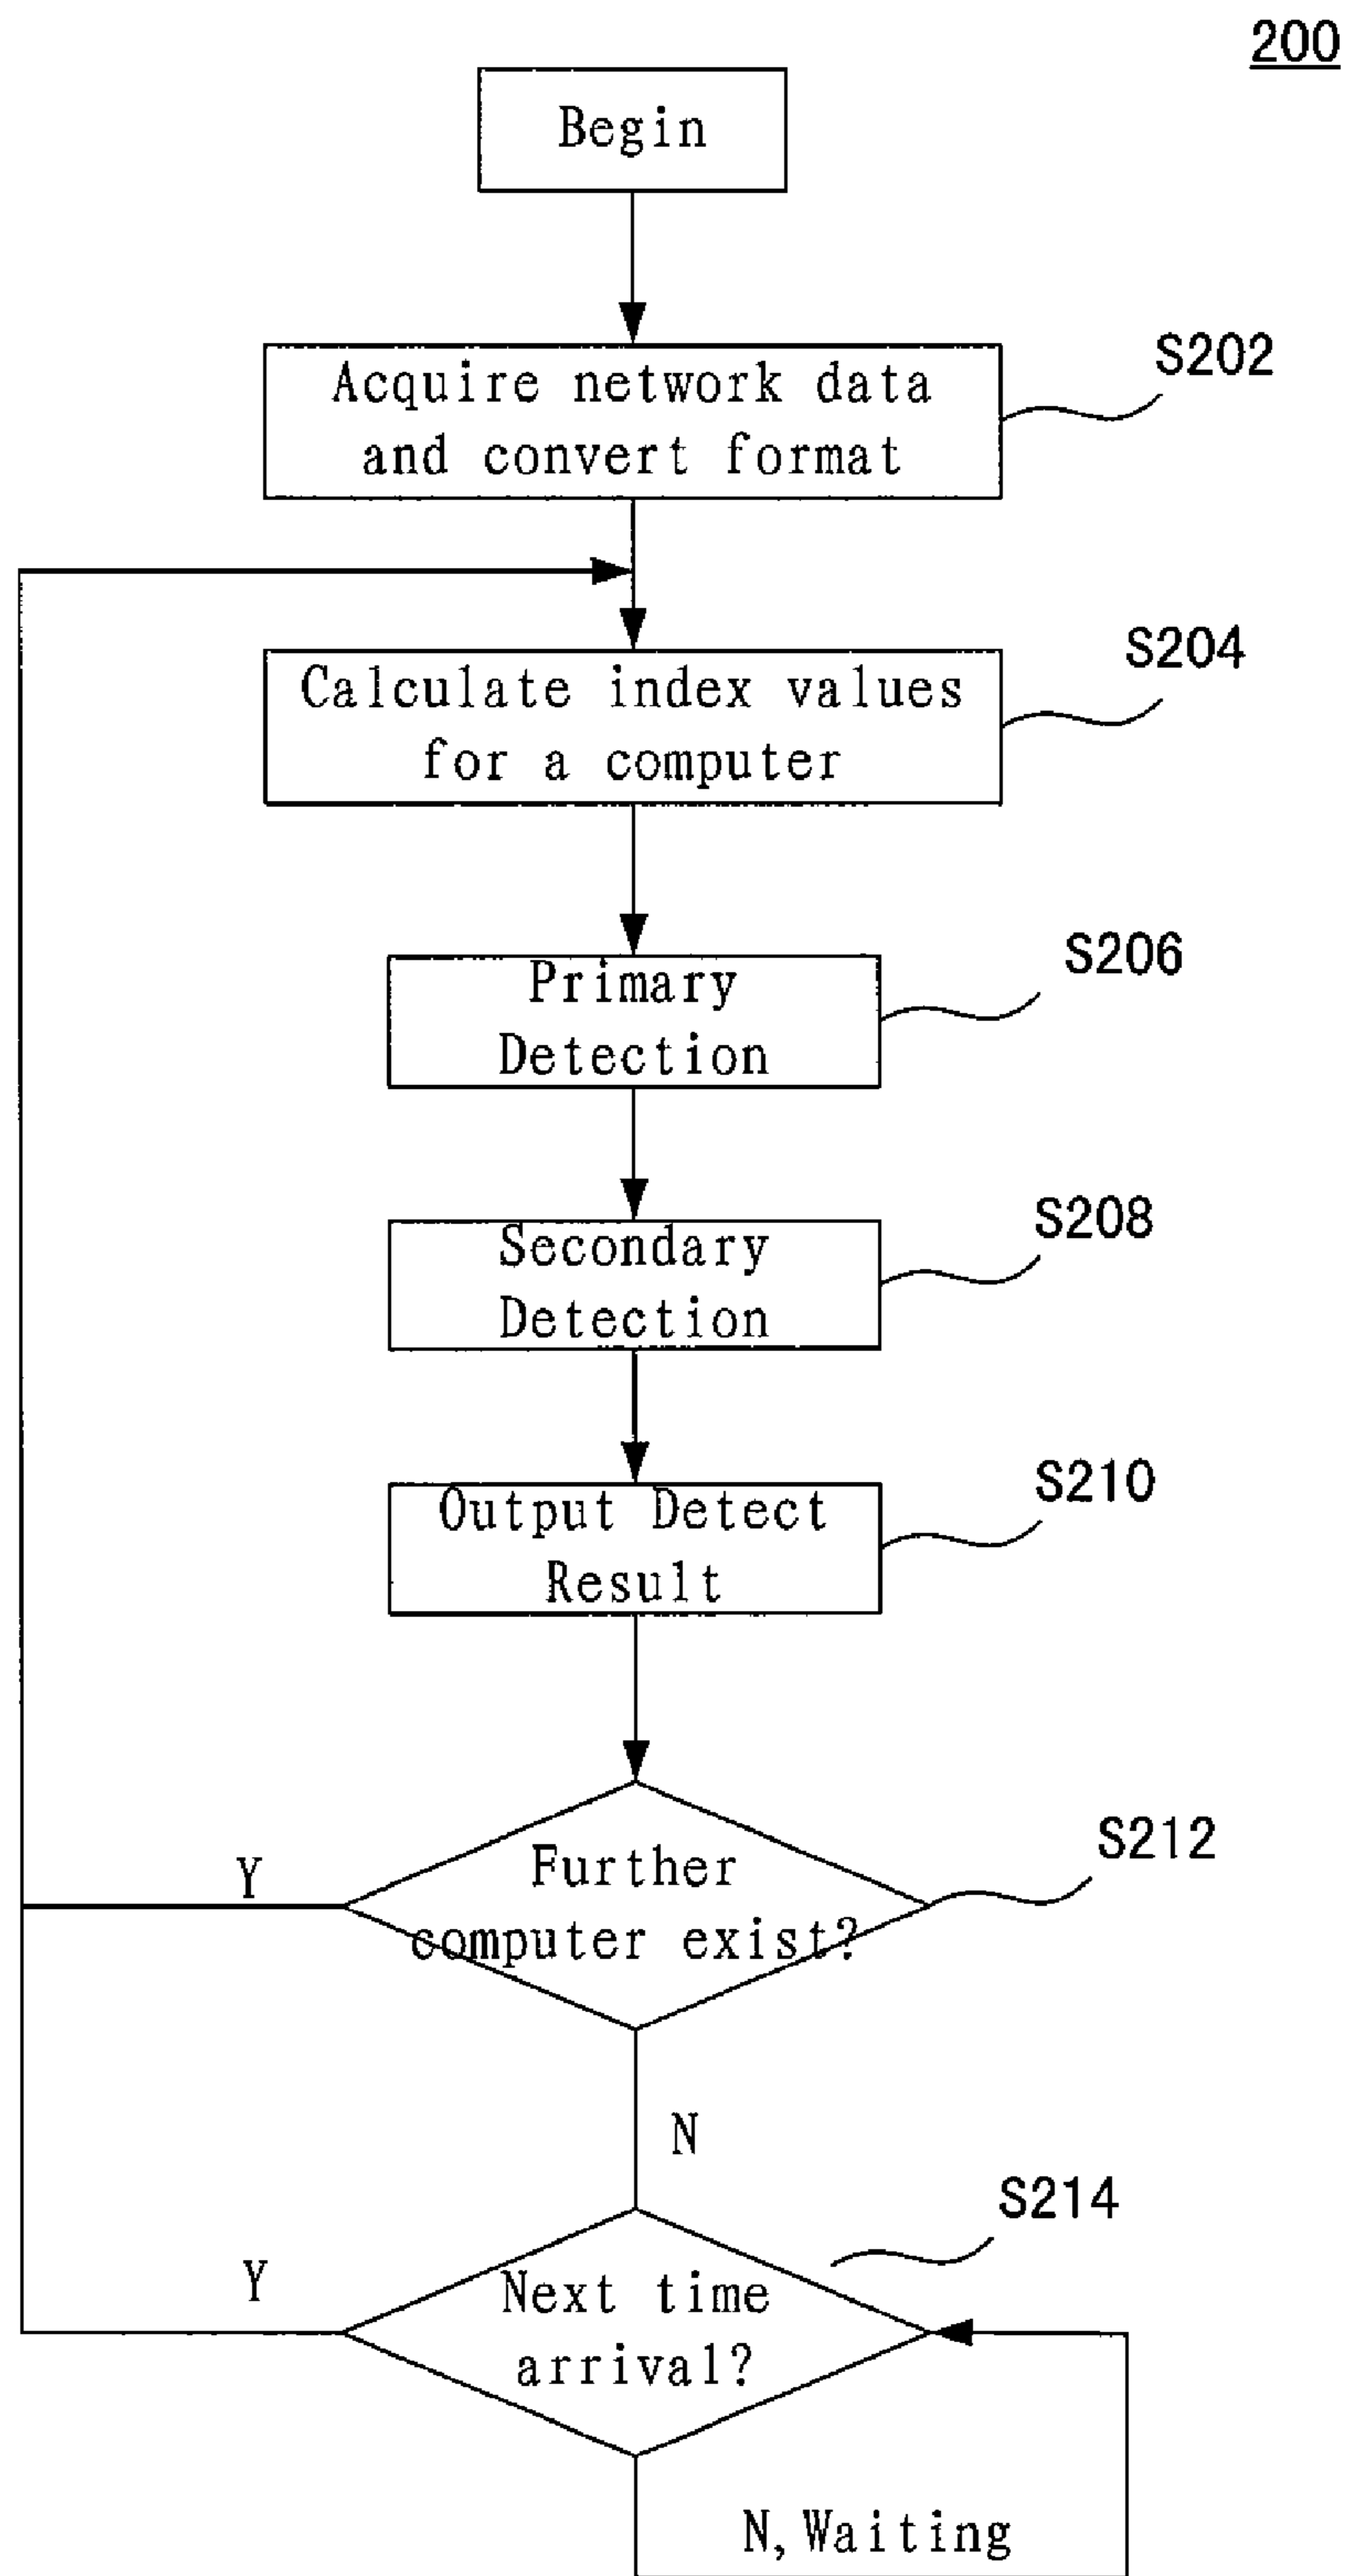 200
Begin
S202
Acquire network data
and convert format
S204
Calculate index values
for a computer
S206
Primary
Detection
S208
Secondary
Detection
S210
Output Detect
Result
S212
Further
computer exist?
Y
N
S214
Next time
arrival?
Y
N, Waiting